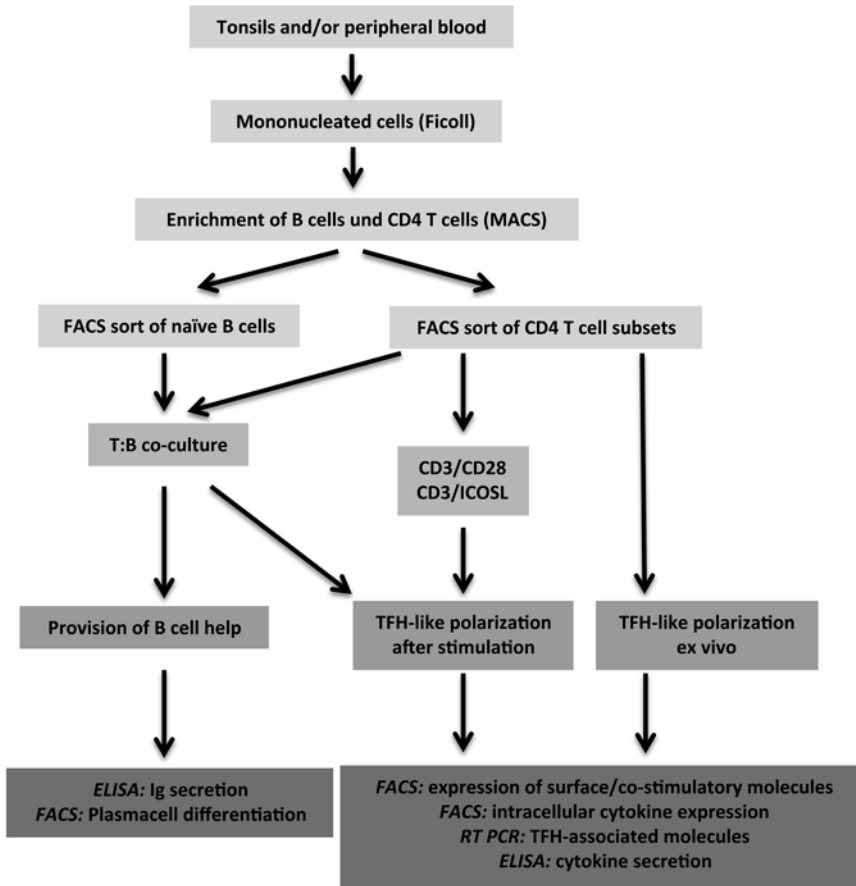 Tonsils and/or peripheral blood
Mononucleated cells (Ficoll)
Enrichment of B cells und CD4 T cells (MACS)
FACS sort of naïve B cells
FACS sort of CD4 T cell subsets
T:B co-culture
CD3/CD28
CD3/ICOSL
Provision of B cell help
TFH-like polarization
after stimulation
TFH-like polarization
ex vivo
ELISA: Ig secretion
FACS: Plasmacell differentiation
FACS: expression of surface/co-stimulatory molecules
FACS: intracellular cytokine expression
RT PCR: TFH-associated molecules
ELISA: cytokine secretion